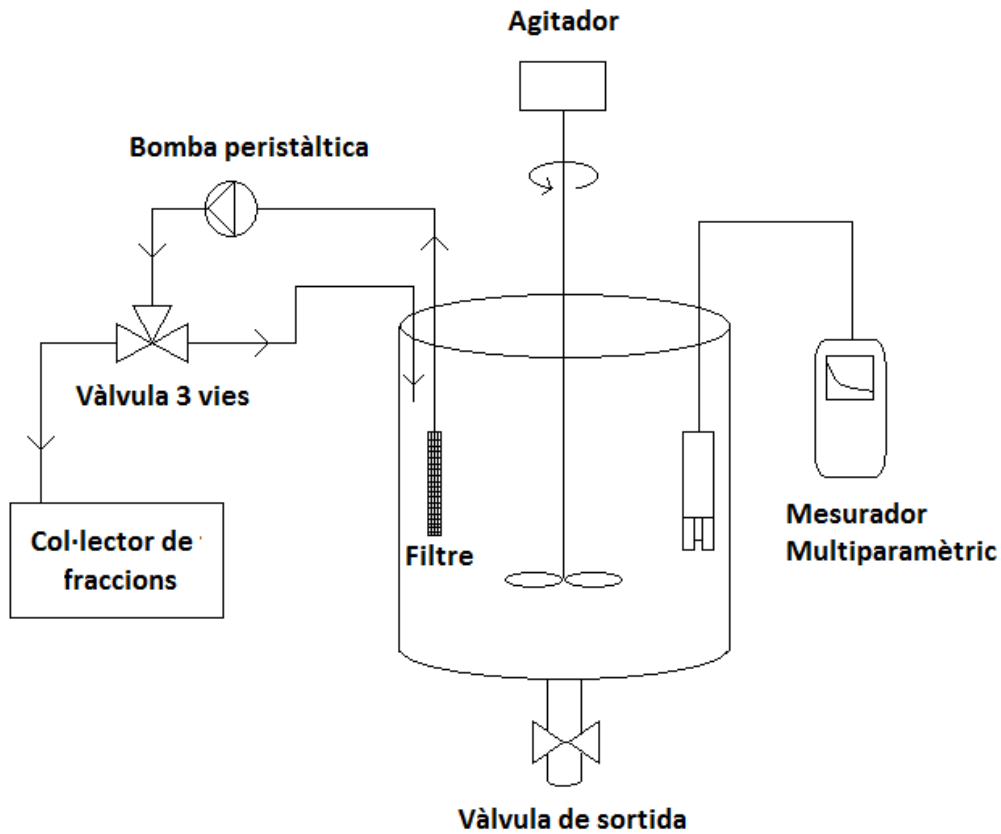 Agitador
Bomba peristàltica
Vàlvula 3 vies
Col·lector de
fraccions
Filtre
Mesurador
Multiparamètric
Vàlvula de sortida